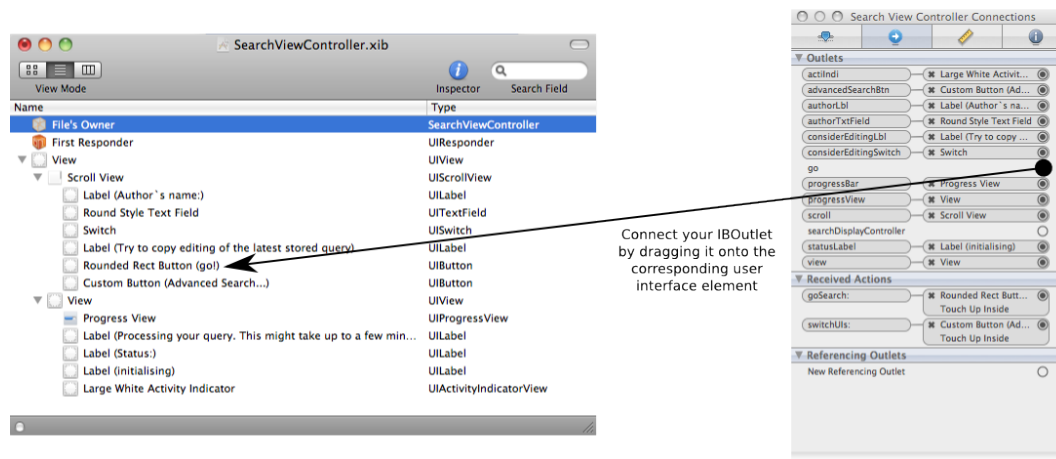 SearchViewController.xib
View Mode
Inspector
Search Field
Name Type
File's Owner SearchViewController
First Responder UIResponder
View UIView
Scroll View UIScrollView
Label (Author`s name:) UILabel
Round Style Text Field UITextField
Switch UISwitch
Label (Try to copy editing of the latest stored query) UILabel
Rounded Rect Button (go!) UIButton
Custom Button (Advanced Search...) UIButton
View UIView
Progress View UIProgressView
Label (Processing your query. This might take up to a few min... UILabel
Label (Status:) UILabel
Label (initialising) UILabel
Large White Activity Indicator UIActivityIndicatorView
Connect your IBOutlet
by dragging it onto the
corresponding user
interface element
Search View Controller Connections
Outlets
actiIndi Large White Activit...
advancedSearchBtn Custom Button (Ad...
authorLbl Label (Author`s na...
authorTxtField Round Style Text Field
considerEditingLbl Label (Try to copy ...
considerEditingSwitch Switch
go
progressBar Progress View
progressView View
scroll Scroll View
searchDisplayController
statusLabel Label (initialising)
view View
Received Actions
goSearch: Rounded Rect Butt...
Touch Up Inside
switchUIs: Custom Button (Ad...
Touch Up Inside
Referencing Outlets
New Referencing Outlet